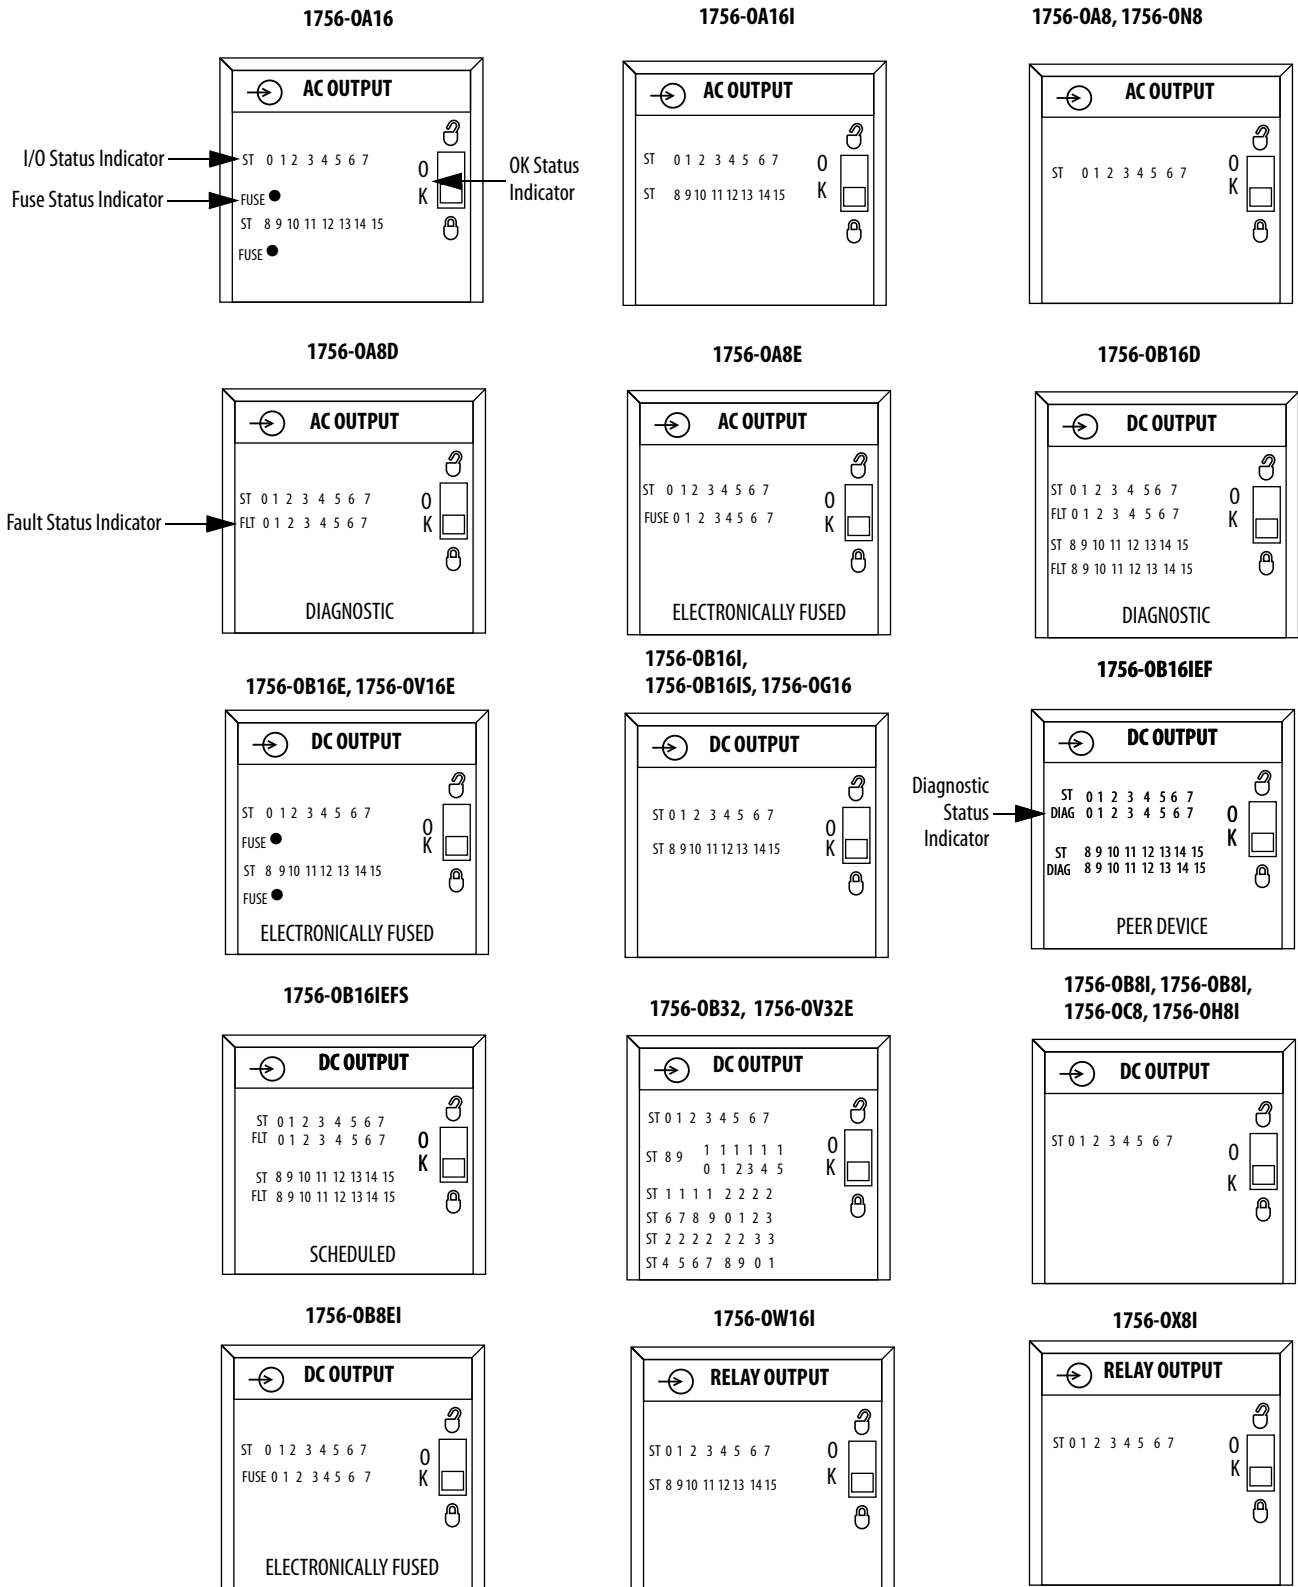 1756-OA16
AC OUTPUT
I/O Status Indicator
ST 0 1 2 3 4 5 6 7
Fuse Status Indicator
FUSE
ST 8 9 10 11 12 13 14 15
FUSE
O
K
OK Status
Indicator
1756-OA16I
AC OUTPUT
ST 0 1 2 3 4 5 6 7
ST 8 9 10 11 12 13 14 15
O
K
1756-OA8, 1756-ON8
AC OUTPUT
ST 0 1 2 3 4 5 6 7
O
K
1756-OA8D
AC OUTPUT
ST 0 1 2 3 4 5 6 7
Fault Status Indicator
FLT 0 1 2 3 4 5 6 7
O
K
DIAGNOSTIC
1756-OA8E
AC OUTPUT
ST 0 1 2 3 4 5 6 7
FUSE 0 1 2 3 4 5 6 7
O
K
ELECTRONICALLY FUSED
1756-OB16D
DC OUTPUT
ST 0 1 2 3 4 5 6 7
FLT 0 1 2 3 4 5 6 7
ST 8 9 10 11 12 13 14 15
FLT 8 9 10 11 12 13 14 15
O
K
DIAGNOSTIC
1756-OB16E, 1756-OV16E
DC OUTPUT
ST 0 1 2 3 4 5 6 7
FUSE
ST 8 9 10 11 12 13 14 15
FUSE
O
K
ELECTRONICALLY FUSED
1756-OB16I,
1756-OB16IS, 1756-OG16
DC OUTPUT
ST 0 1 2 3 4 5 6 7
ST 8 9 10 11 12 13 14 15
O
K
1756-OB16IEF
DC OUTPUT
Diagnostic
Status
Indicator
ST 0 1 2 3 4 5 6 7
DIAG 0 1 2 3 4 5 6 7
ST 8 9 10 11 12 13 14 15
DIAG 8 9 10 11 12 13 14 15
O
K
PEER DEVICE
1756-OB16IEFS
DC OUTPUT
ST 0 1 2 3 4 5 6 7
FLT 0 1 2 3 4 5 6 7
ST 8 9 10 11 12 13 14 15
FLT 8 9 10 11 12 13 14 15
O
K
SCHEDULED
1756-OB32, 1756-OV32E
DC OUTPUT
ST 0 1 2 3 4 5 6 7
ST 8 9 1 1 1 1 1 1
0 1 2 3 4 5
ST 1 1 1 1 2 2 2 2
ST 6 7 8 9 0 1 2 3
ST 2 2 2 2 2 2 3 3
ST 4 5 6 7 8 9 0 1
O
K
1756-OB8I, 1756-OB8I,
1756-OC8, 1756-OH8I
DC OUTPUT
ST 0 1 2 3 4 5 6 7
O
K
1756-OB8EI
DC OUTPUT
ST 0 1 2 3 4 5 6 7
FUSE 0 1 2 3 4 5 6 7
O
K
ELECTRONICALLY FUSED
1756-OW16I
RELAY OUTPUT
ST 0 1 2 3 4 5 6 7
ST 8 9 10 11 12 13 14 15
O
K
1756-OX8I
RELAY OUTPUT
ST 0 1 2 3 4 5 6 7
O
K